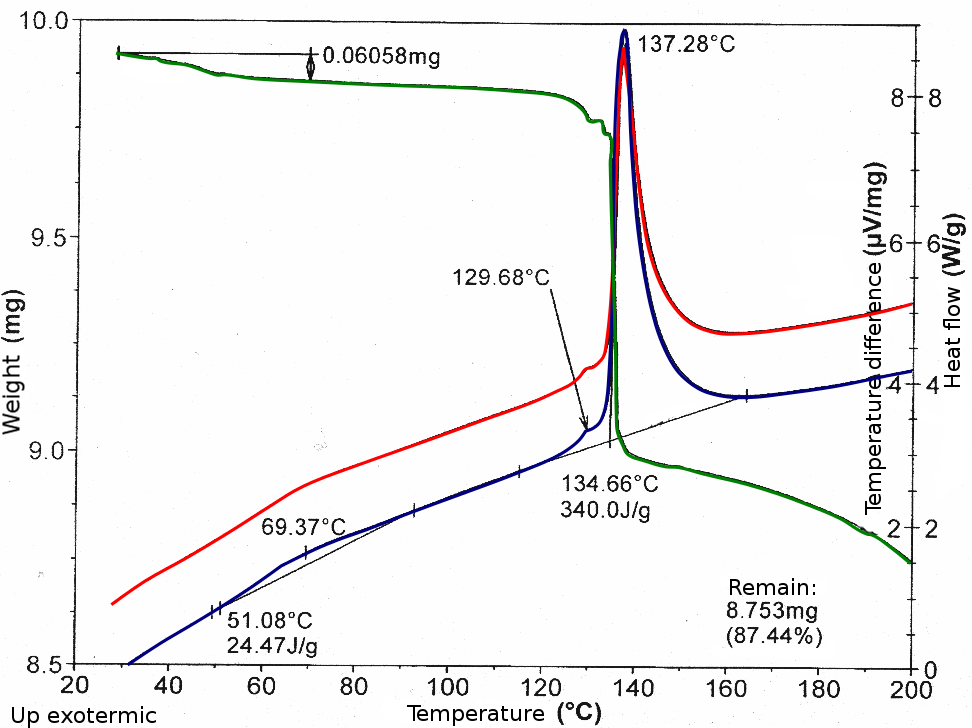 10.0
0.06058mg
137.28°C
8 8
9.5
129.68°C
6 6
Weight (mg)
Temperature difference (µV/mg)
Heat flow (W/g)
4 4
9.0
134.66°C
340.0J/g
69.37°C
2 2
51.08°C
24.47J/g
Remain:
8.753mg
(87.44%)
8.5
0
20 40 60 80 100 120 140 160 180 200
Up exotermic
Temperature (°C)